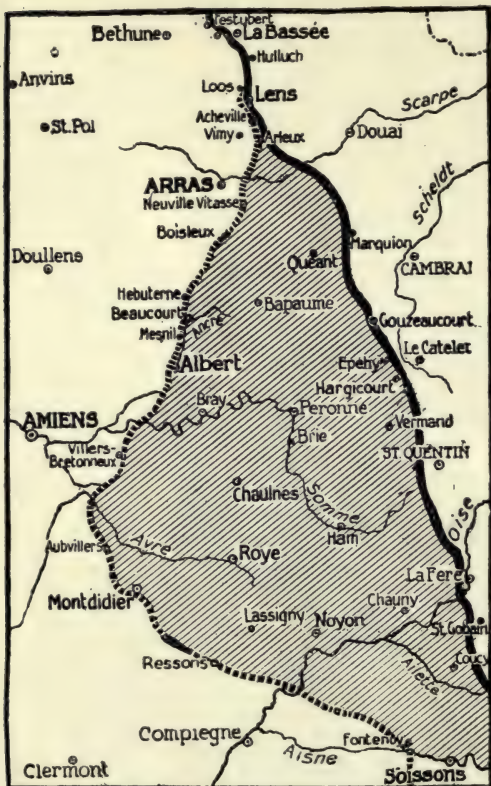 Festubert
Bethune
La Bassée
Hulluch
Anvins
Loos
Lens
Scarpe
Acheville
St. Pol
Vimy
Arleux
Douai
Scheldt
ARRAS
Neuville Vitasse
Boisleux
Marquion
Doullens
Quéant
CAMBRAI
Hebuterne
Bapaume
Beaucourt
Ancre
Gouzeaucourt
Mesnil
Le Catelet
Epehy
Albert
Hargicourt
Bray
Peronne
AMIENS
Vermand
Brie
Villers-
Bretonneux
ST. QUENTIN
Chaulnes
Somme
Oise
Ham
Avre
Aubvillers
Roye
La Fere
Montdidier
Chauny
Lassigny
Noyon
St. Gobain
Coucy
Ressons
Ailette
Compiegne
Fontenoy
Aisne
Clermont
Soissons